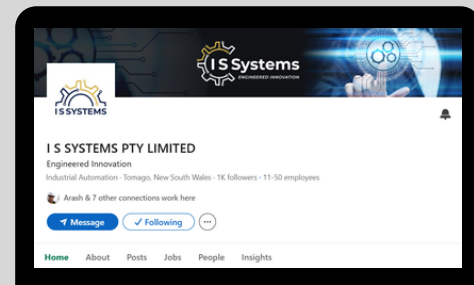 I S Systems
ENGINEERED INNOVATION
I S SYSTEMS
I S SYSTEMS PTY LIMITED
Engineered Innovation
Industrial Automation · Tomago, New South Wales · 1K followers · 11-50 employees
Arash & 7 other connections work here
Message
Following
Home About Posts Jobs People Insights